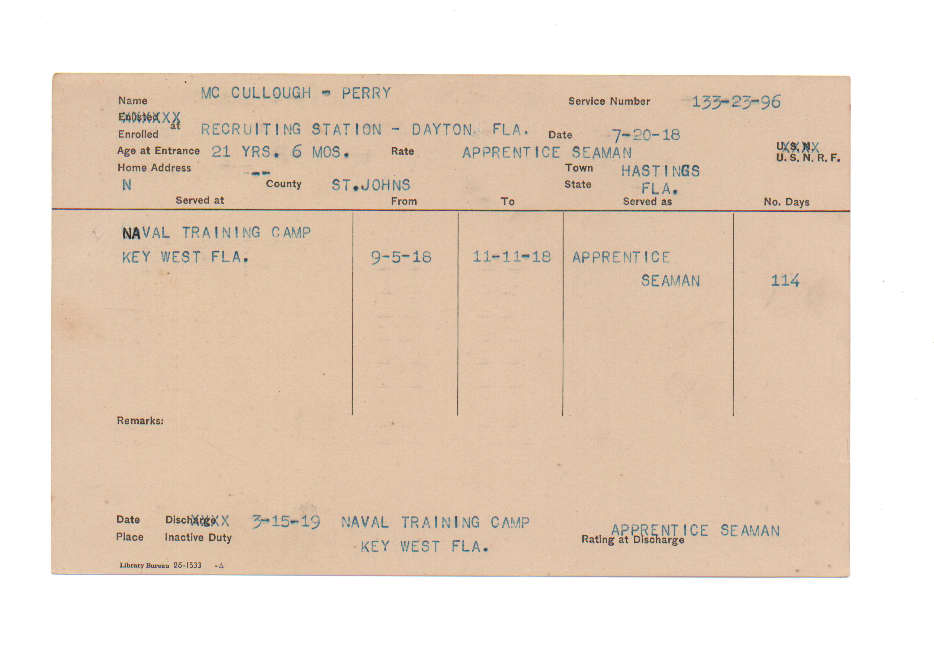 Name MC CULLOUGH - PERRY Service Number 133-23-96
Enlisted XXXXXX
Enrolled at RECRUITING STATION - DAYTON FLA. Date 7-20-18
Age at Entrance 21 YRS. 6 MOS. Rate APPRENTICE SEAMAN U.S.N. XXXX
U. S. N. R. F.
Home Address -- Town HASTINGS
N County ST.JOHNS State FLA.
Served at From To Served as No. Days
NAVAL TRAINING CAMP
KEY WEST FLA. 9-5-18 11-11-18 APPRENTICE
SEAMAN 114
Remarks:
Date Discharge XXXX 3-15-19 NAVAL TRAINING CAMP APPRENTICE SEAMAN
Place Inactive Duty KEY WEST FLA. Rating at Discharge
Library Bureau 26-1533 -A